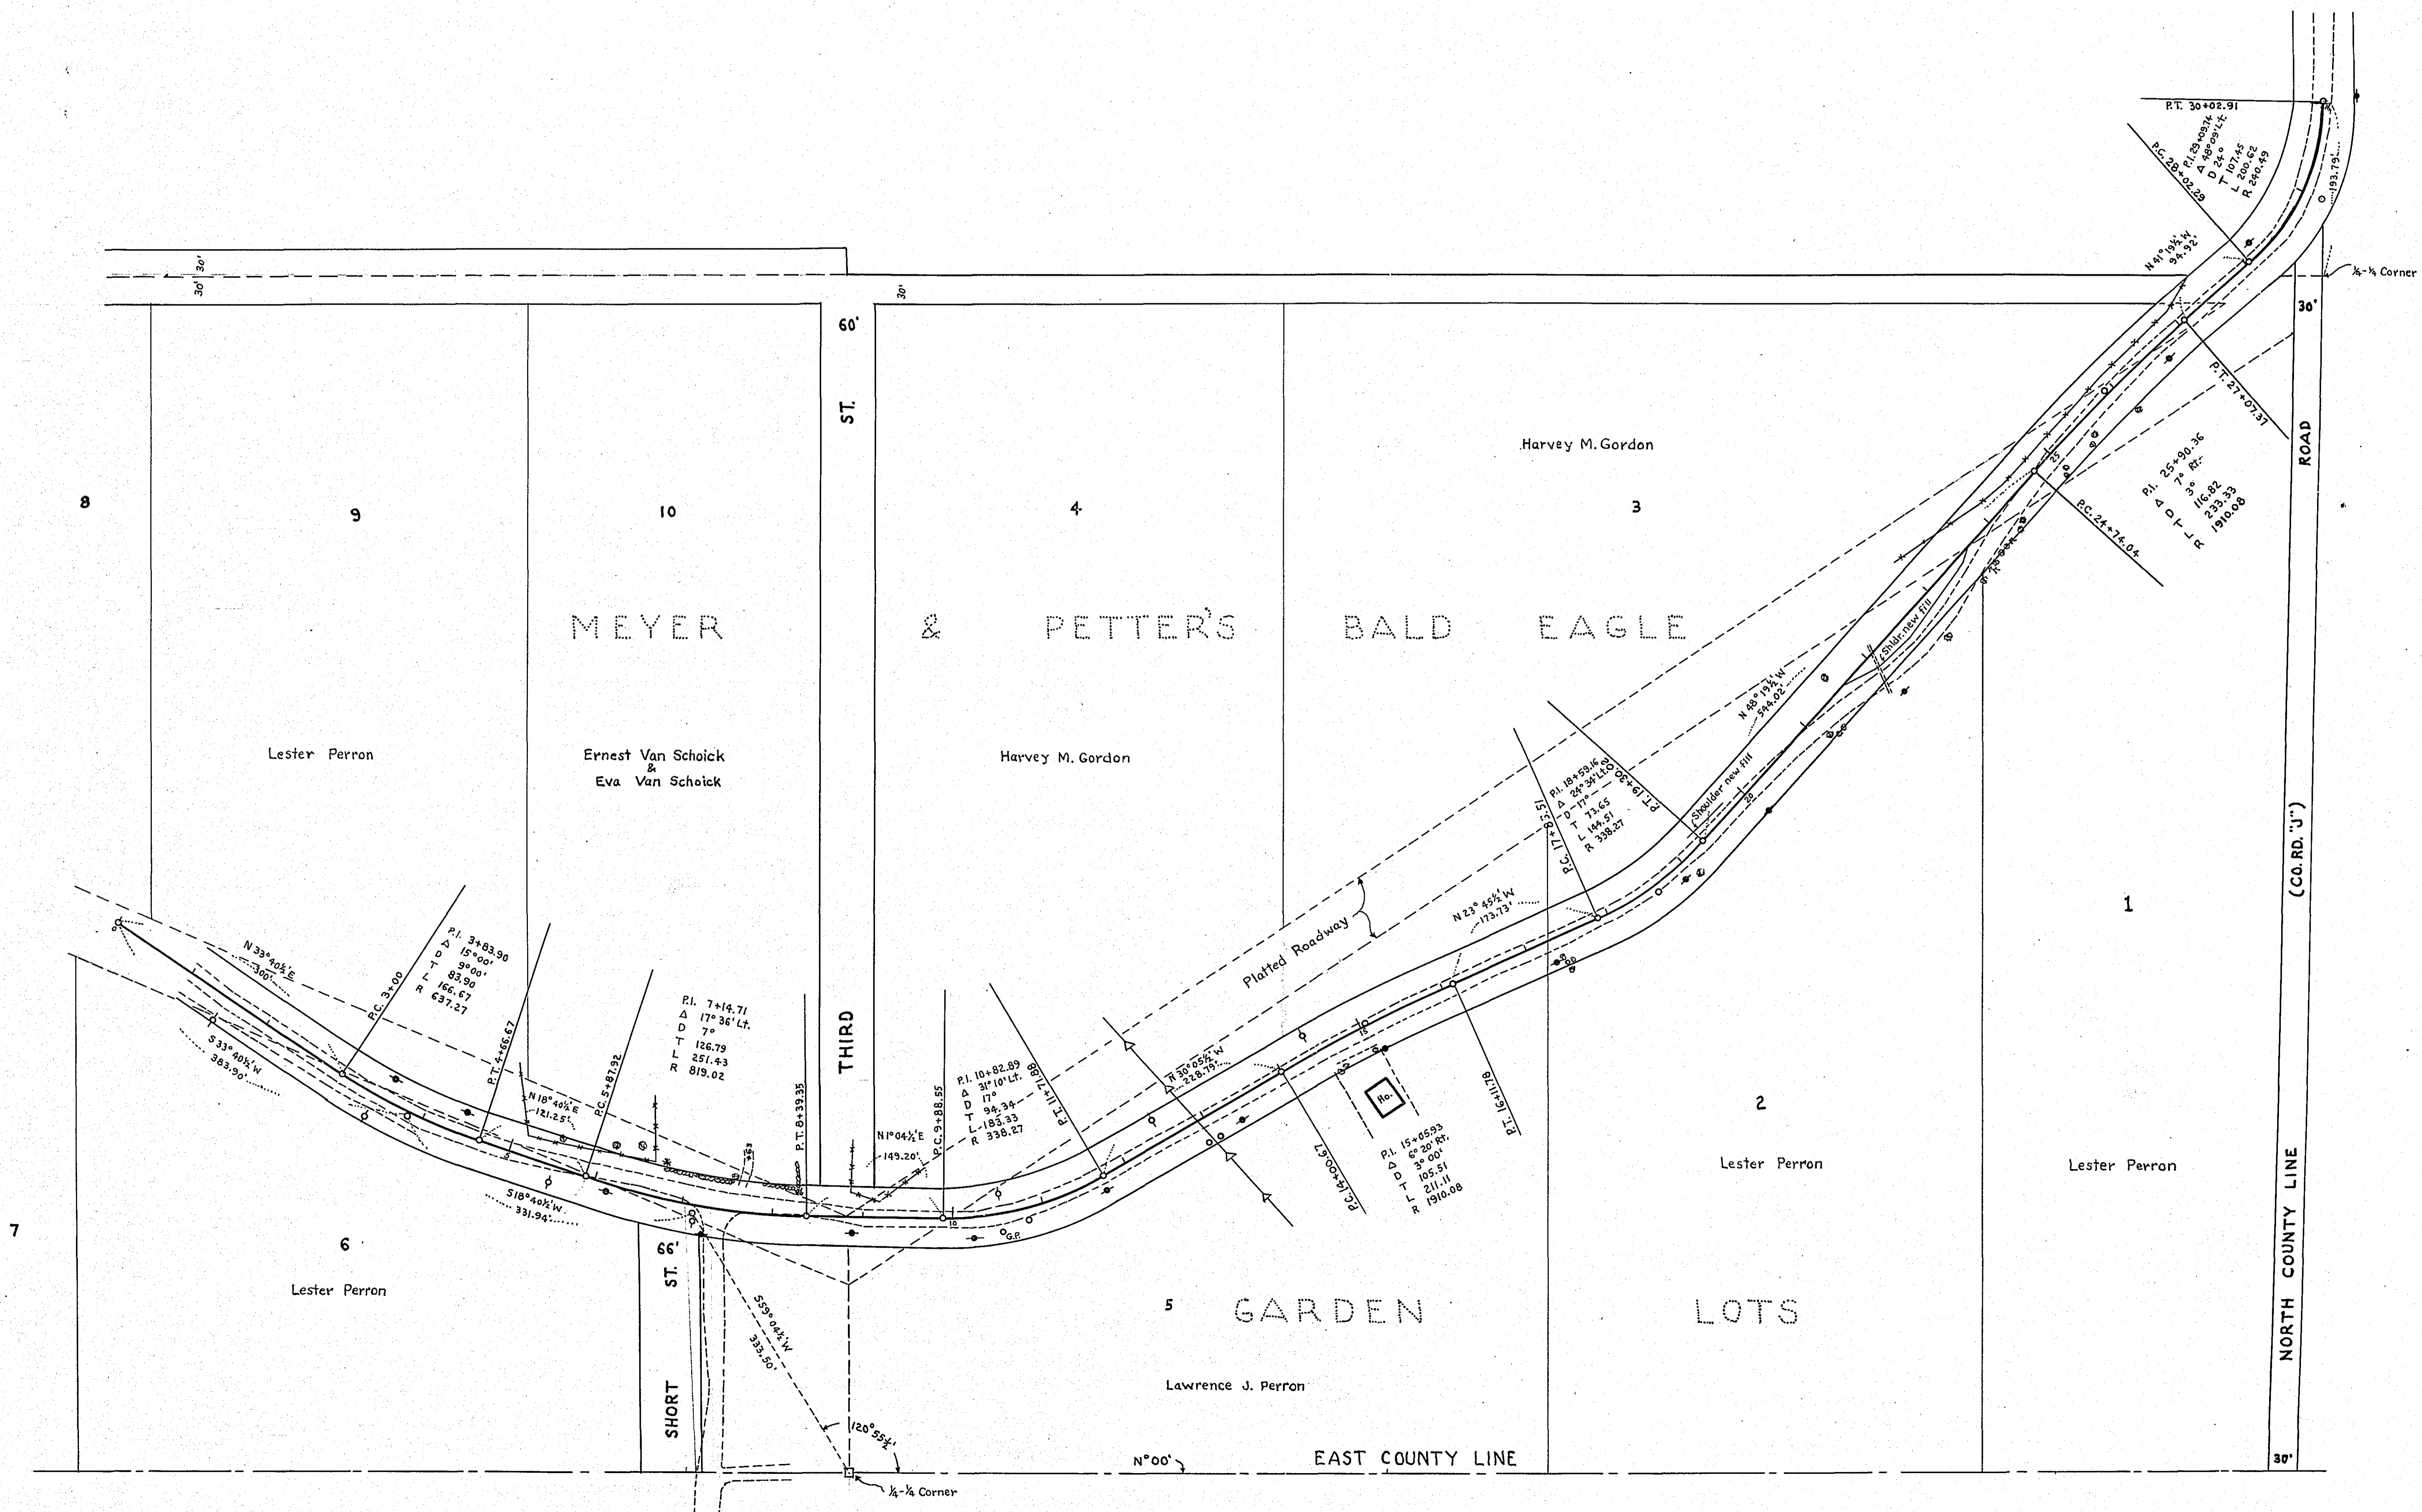 P.T. 30+02.91
P.I. 29+09.74
Δ 48°09' Lt.
D 24°
T 107.45
L 200.62
R 240.49
P.C. 28+02.29
193.79'
N 41° 19½' W
94.92'
¼-¼ Corner
30'
30'
30'
30'
60'
ST.
P.T. 27+07.37
ROAD
Harvey M. Gordon
P.I. 25+90.36
Δ 7° Rt.
D 3°
T 116.82
L 233.33
R 1910.08
P.C. 24+74.04
25
8
9
10
4
3
MEYER & PETTER'S BALD EAGLE
Shldr. new fill
N 48° 19½' W
544.02'
Lester Perron
Ernest Van Schoick
&
Eva Van Schoick
Harvey M. Gordon
P.I. 18+59.16
Δ 24°34' Lt.
D 17°
T 73.65
L 144.51
R 338.27
P.T. 19+30.02
P.C. 17+85.51
Shoulder new fill
20
(CO. RD. "J")
1
N 23° 45½' W
173.73'
Platted Roadway
0
N 33° 40½' E
300'
P.I. 3+83.90
Δ 15°00'
D 9°00'
T 83.90
L 166.67
R 637.27
P.C. 3+00
P.T. 4+66.67
P.I. 7+14.71
Δ 17° 36' Lt.
D 7°
T 126.79
L 251.43
R 819.02
P.C. 5+87.92
N 18° 40½' E
121.25'
P.T. 8+39.35
THIRD
N 1° 04½' E
149.20'
P.C. 9+88.55
P.I. 10+82.89
Δ 31° 10' Lt.
D 17°
T 94.34
L 183.33
R 338.27
P.T. 11+71.88
N 30° 05½' W
228.79'
15
Ho.
P.T. 16+11.78
P.C. 14+00.67
P.I. 15+05.93
Δ 6° 20' Rt.
D 3° 00'
T 105.51
L 211.11
R 1910.08
2
S 33° 40½' W
383.90'
5
+63
S 18° 40½' W
331.94'
10
G.P.
Lester Perron
Lester Perron
7
6
Lester Perron
66'
ST.
SHORT
S 59° 04½' W
333.50'
5
GARDEN LOTS
Lawrence J. Perron
120° 55½'
N°00'
EAST COUNTY LINE
NORTH COUNTY LINE
30'
¼-¼ Corner